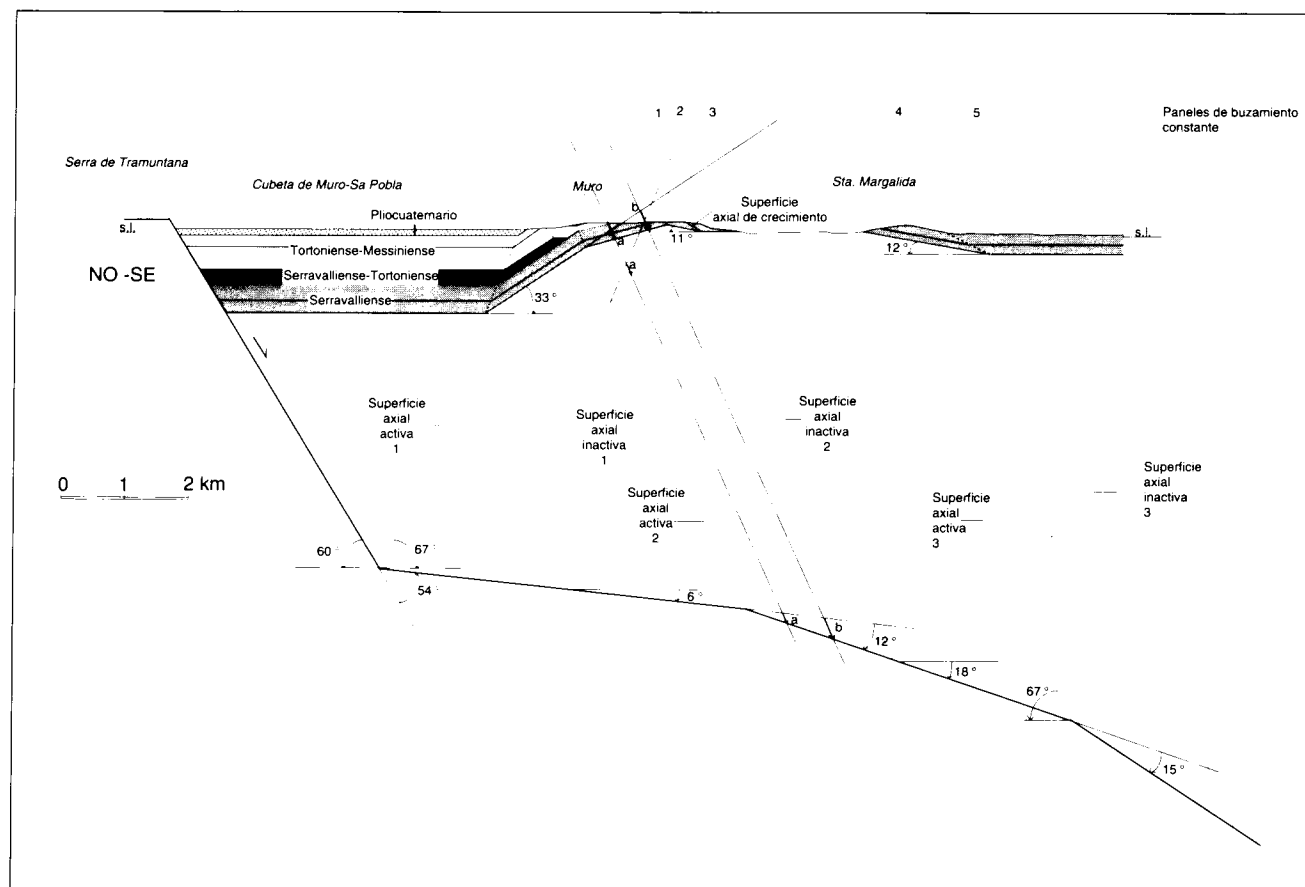 1
2
3
4
5
Paneles de buzamiento
constante
Serra de Tramuntana
Cubeta de Muro-Sa Pobla
Muro
Sta. Margalida
Pliocuaternario
s.l.
b
Superficie
axial de crecimiento
s.l.
a
11°
12°
Tortoniense-Messiniense
NO -SE
Serravalliense-Tortoniense
a
Serravalliense
33°
Superficie
axial
activa
1
Superficie
axial
inactiva
1
Superficie
axial
inactiva
2
Superficie
axial
activa
2
Superficie
axial
activa
3
Superficie
axial
inactiva
3
0 1 2 km
60°
67°
54°
6°
a
b
12°
18°
67°
15°